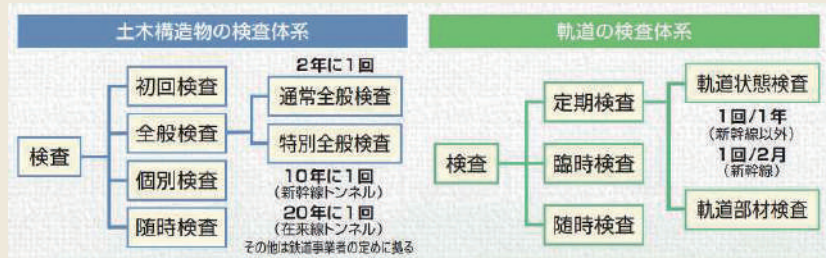 土木構造物の検査体系
検査
初回検査
全般検査
個別検査
随時検査
2年に1回
通常全般検査
特別全般検査
10年に1回
(新幹線トンネル)
20年に1回
(在来線トンネル)
その他は鉄道事業者の定めに拠る
軌道の検査体系
検査
定期検査
臨時検査
随時検査
軌道状態検査
1回/1年
(新幹線以外)
1回/2月
(新幹線)
軌道部材検査